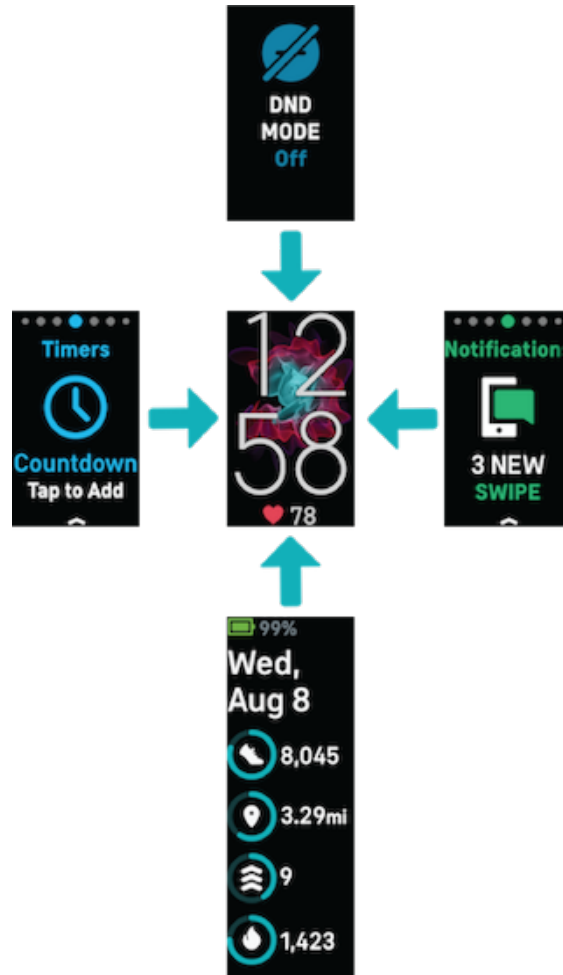 DND
MODE
Off
Timers
Countdown
Tap to Add
12
58
78
Notification
3 NEW
SWIPE
99%
Wed,
Aug 8
8,045
3.29mi
9
1,423